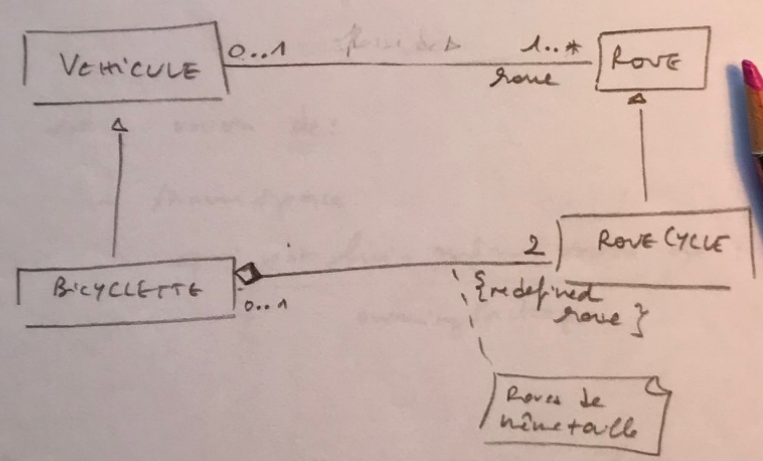 VEHICULE
0..1
1..*
roue
ROUE
BICYCLETTE
0..1
2
ROUE CYCLE
{redefined
roue }
Roues de
même taille